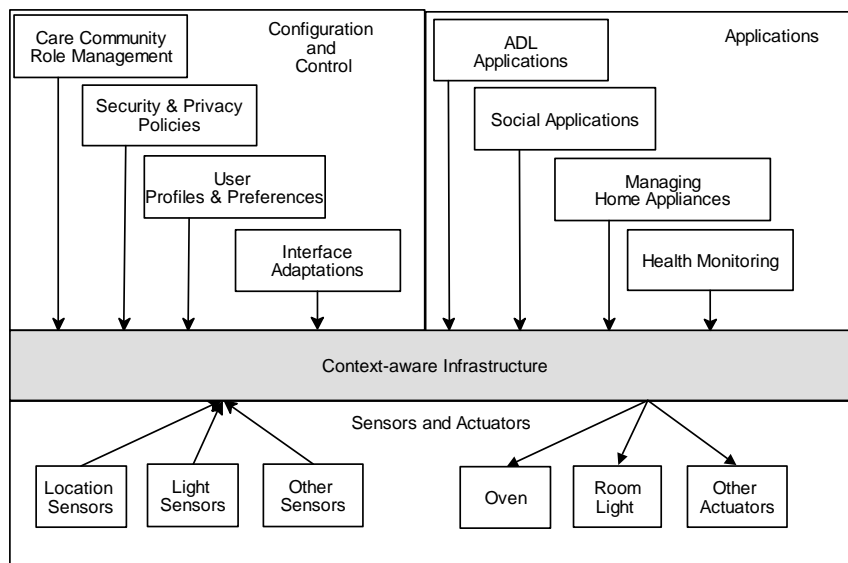 Care Community
Role Management
Configuration
and
Control
Security & Privacy
Policies
User
Profiles & Preferences
Interface
Adaptations
ADL
Applications
Applications
Social Applications
Managing
Home Appliances
Health Monitoring
Context-aware Infrastructure
Sensors and Actuators
Location
Sensors
Light
Sensors
Other
Sensors
Oven
Room
Light
Other
Actuators